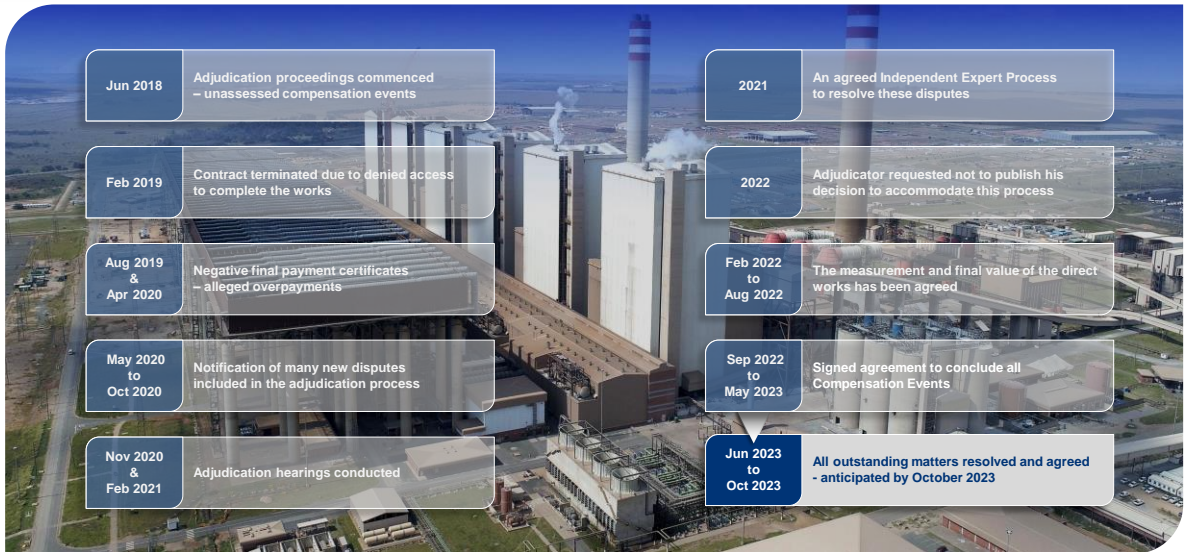 Jun 2018
Adjudication proceedings commenced
– unassessed compensation events
Feb 2019
Contract terminated due to denied access
to complete the works
Aug 2019
&
Apr 2020
Negative final payment certificates
– alleged overpayments
May 2020
to
Oct 2020
Notification of many new disputes
included in the adjudication process
Nov 2020
&
Feb 2021
Adjudication hearings conducted
2021
An agreed Independent Expert Process
to resolve these disputes
2022
Adjudicator requested not to publish his
decision to accommodate this process
Feb 2022
to
Aug 2022
The measurement and final value of the direct
works has been agreed
Sep 2022
to
May 2023
Signed agreement to conclude all
Compensation Events
Jun 2023
to
Oct 2023
All outstanding matters resolved and agreed
- anticipated by October 2023